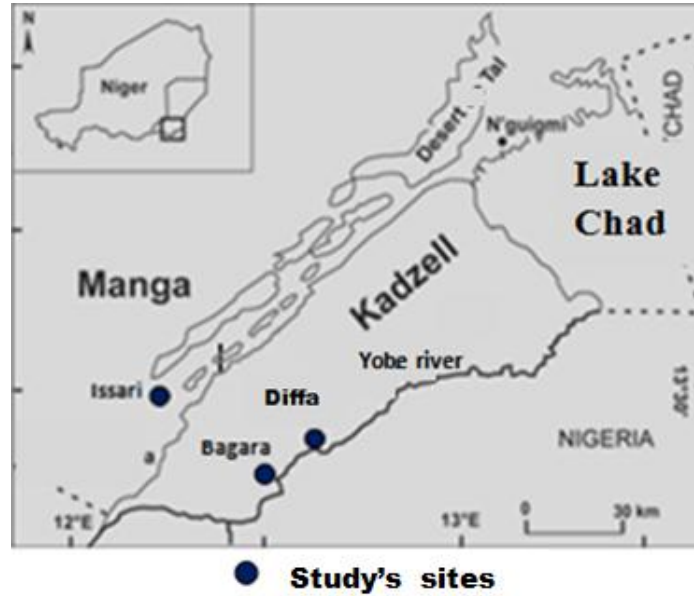 N
Niger
Desert Tal
N'guigmi
CHAD
Lake
Chad
Manga
Kadzell
Yobe river
Issari
Diffa
13°30'
a
Bagara
NIGERIA
12°E
13°E
0
30 km
Study's sites